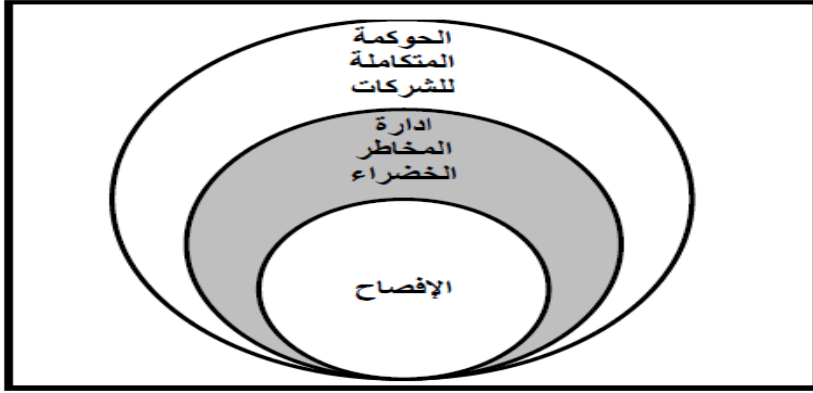 الحوكمة
المتكاملة
للشركات
ادارة
المخاطر
الخضراء
الإفصاح